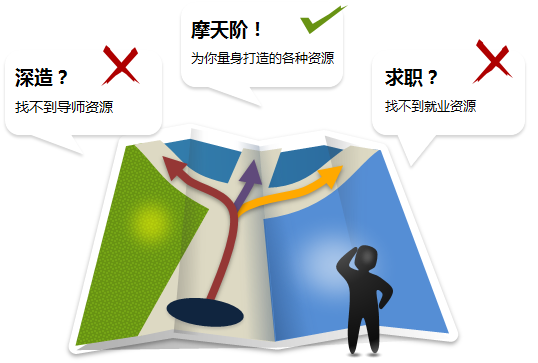 深造？
找不到导师资源
摩天阶！
为你量身打造的各种资源
求职？
找不到就业资源